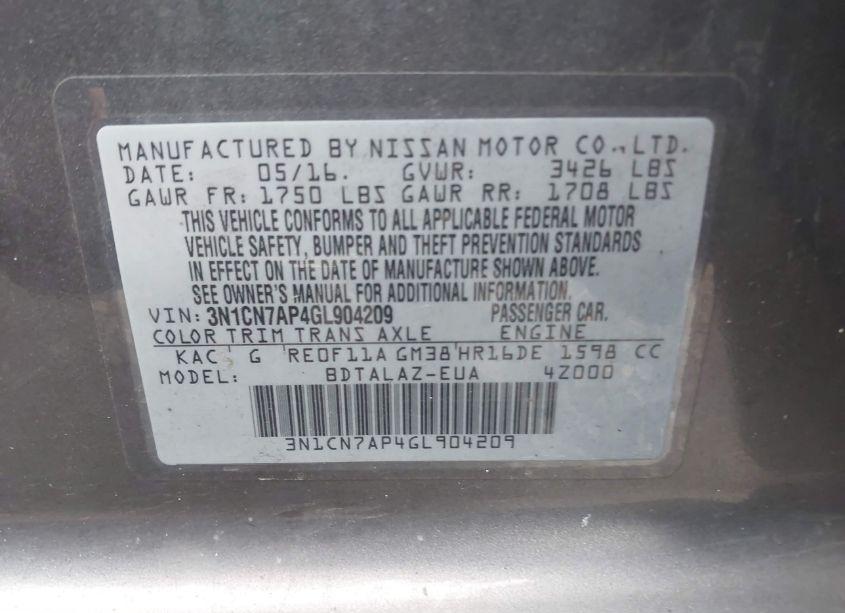 MANUFACTURED BY NISSAN MOTOR CO., LTD.
DATE: 05/16. GVWR: 3426 LBS
GAWR FR: 1750 LBS GAWR RR: 1708 LBS
THIS VEHICLE CONFORMS TO ALL APPLICABLE FEDERAL MOTOR
VEHICLE SAFETY, BUMPER AND THEFT PREVENTION STANDARDS
IN EFFECT ON THE DATE OF MANUFACTURE SHOWN ABOVE.
SEE OWNER'S MANUAL FOR ADDITIONAL INFORMATION.
VIN: 3N1CN7AP4GL904209 PASSENGER CAR.
COLOR TRIM TRANS AXLE ENGINE
KAC G RE0F11A GM38 HR16DE 1598 CC
MODEL: BDTALAZ-EUA 4Z000
3N1CN7AP4GL904209